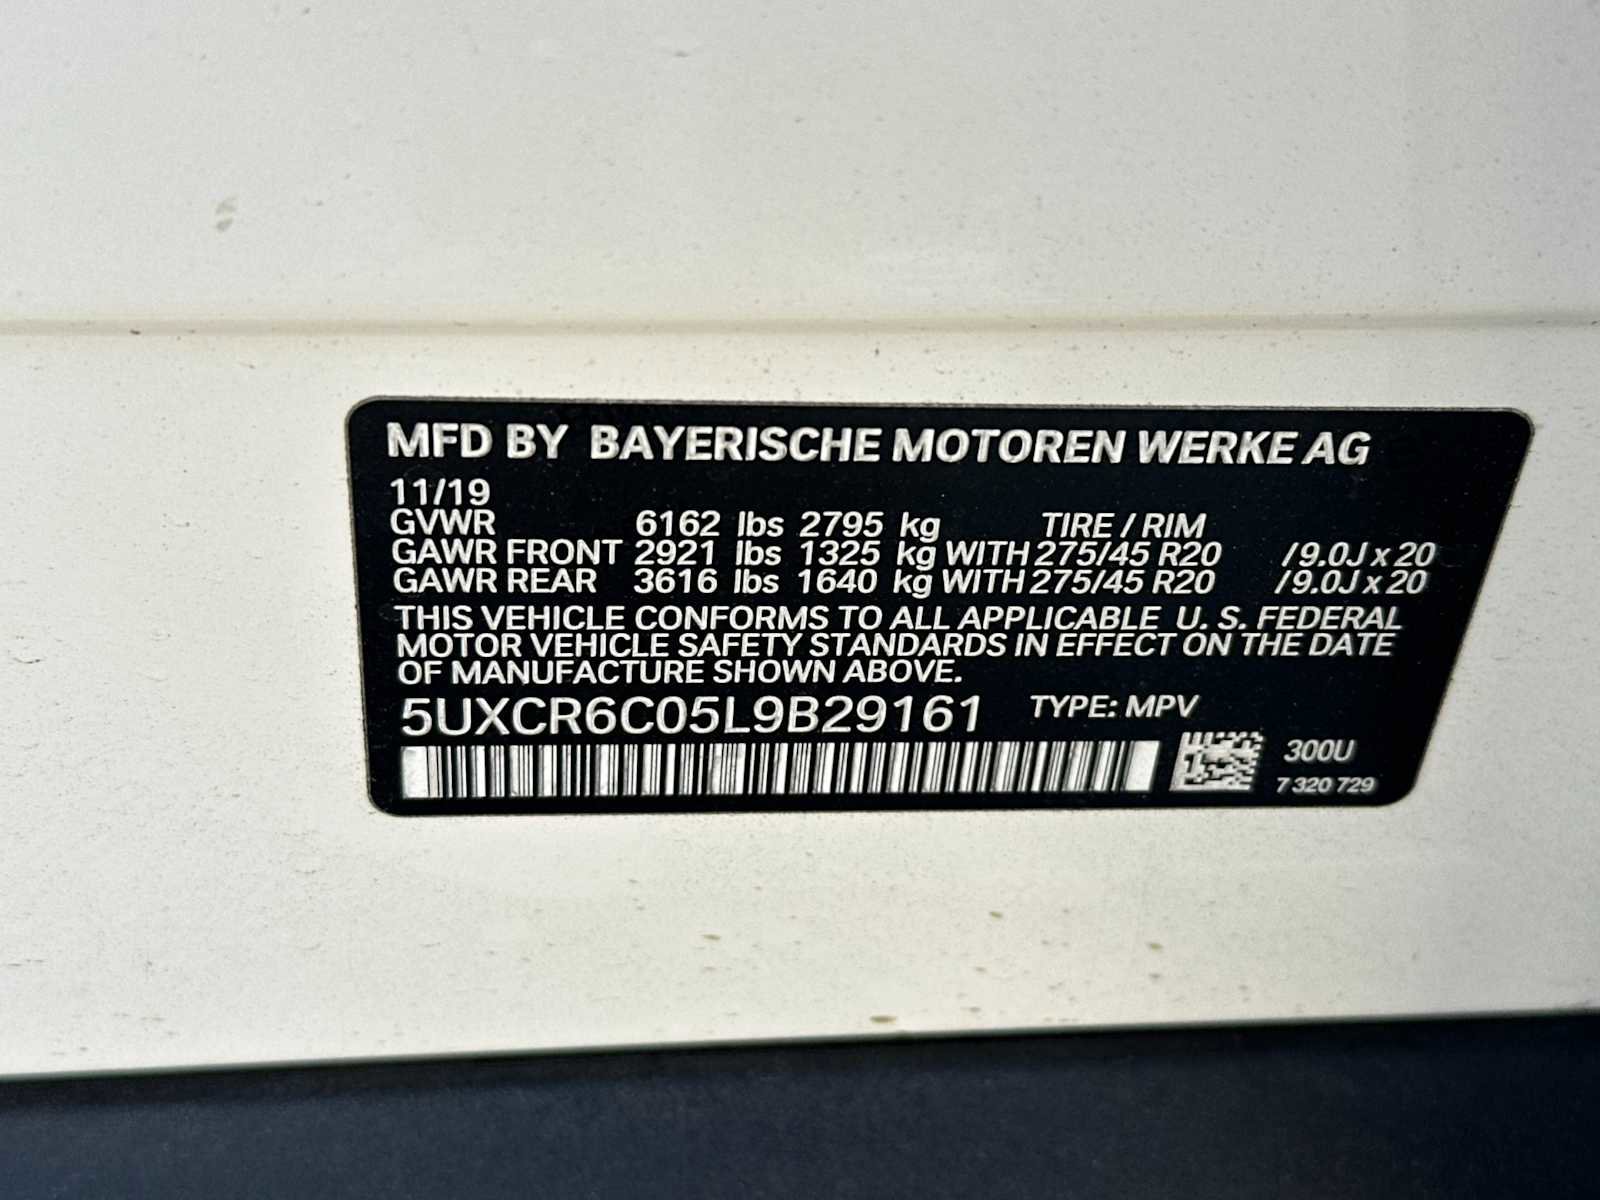 MFD BY BAYERISCHE MOTOREN WERKE AG
11/19
GVWR 6162 lbs 2795 kg TIRE / RIM
GAWR FRONT 2921 lbs 1325 kg WITH 275/45 R20 /9.0J x 20
GAWR REAR 3616 lbs 1640 kg WITH 275/45 R20 /9.0J x 20
THIS VEHICLE CONFORMS TO ALL APPLICABLE U. S. FEDERAL
MOTOR VEHICLE SAFETY STANDARDS IN EFFECT ON THE DATE
OF MANUFACTURE SHOWN ABOVE.
5UXCR6C05L9B29161 TYPE: MPV
300U
7 320 729